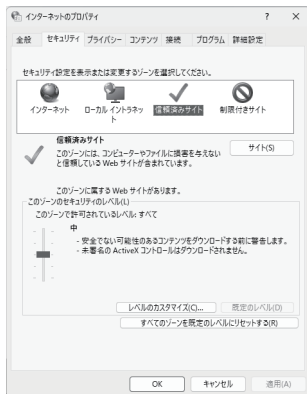 インターネットのプロパティ
?
×
全般 セキュリティ プライバシー コンテンツ 接続 プログラム 詳細設定
セキュリティ設定を表示または変更するゾーンを選択してください。
インターネット ローカル イントラネット 信頼済みサイト 制限付きサイト
信頼済みサイト
サイト(S)
このゾーンには、コンピューターやファイルに損害を与えない
と信頼している Web サイトが含まれています。
このゾーンに属する Web サイトがあります。
このゾーンのセキュリティのレベル(L)
このゾーンで許可されているレベル: すべて
中
- 安全でない可能性のあるコンテンツをダウンロードする前に警告します。
- 未署名の ActiveX コントロールはダウンロードされません。
レベルのカスタマイズ(C)... 既定のレベル(D)
すべてのゾーンを既定のレベルにリセットする(R)
OK キャンセル 適用(A)